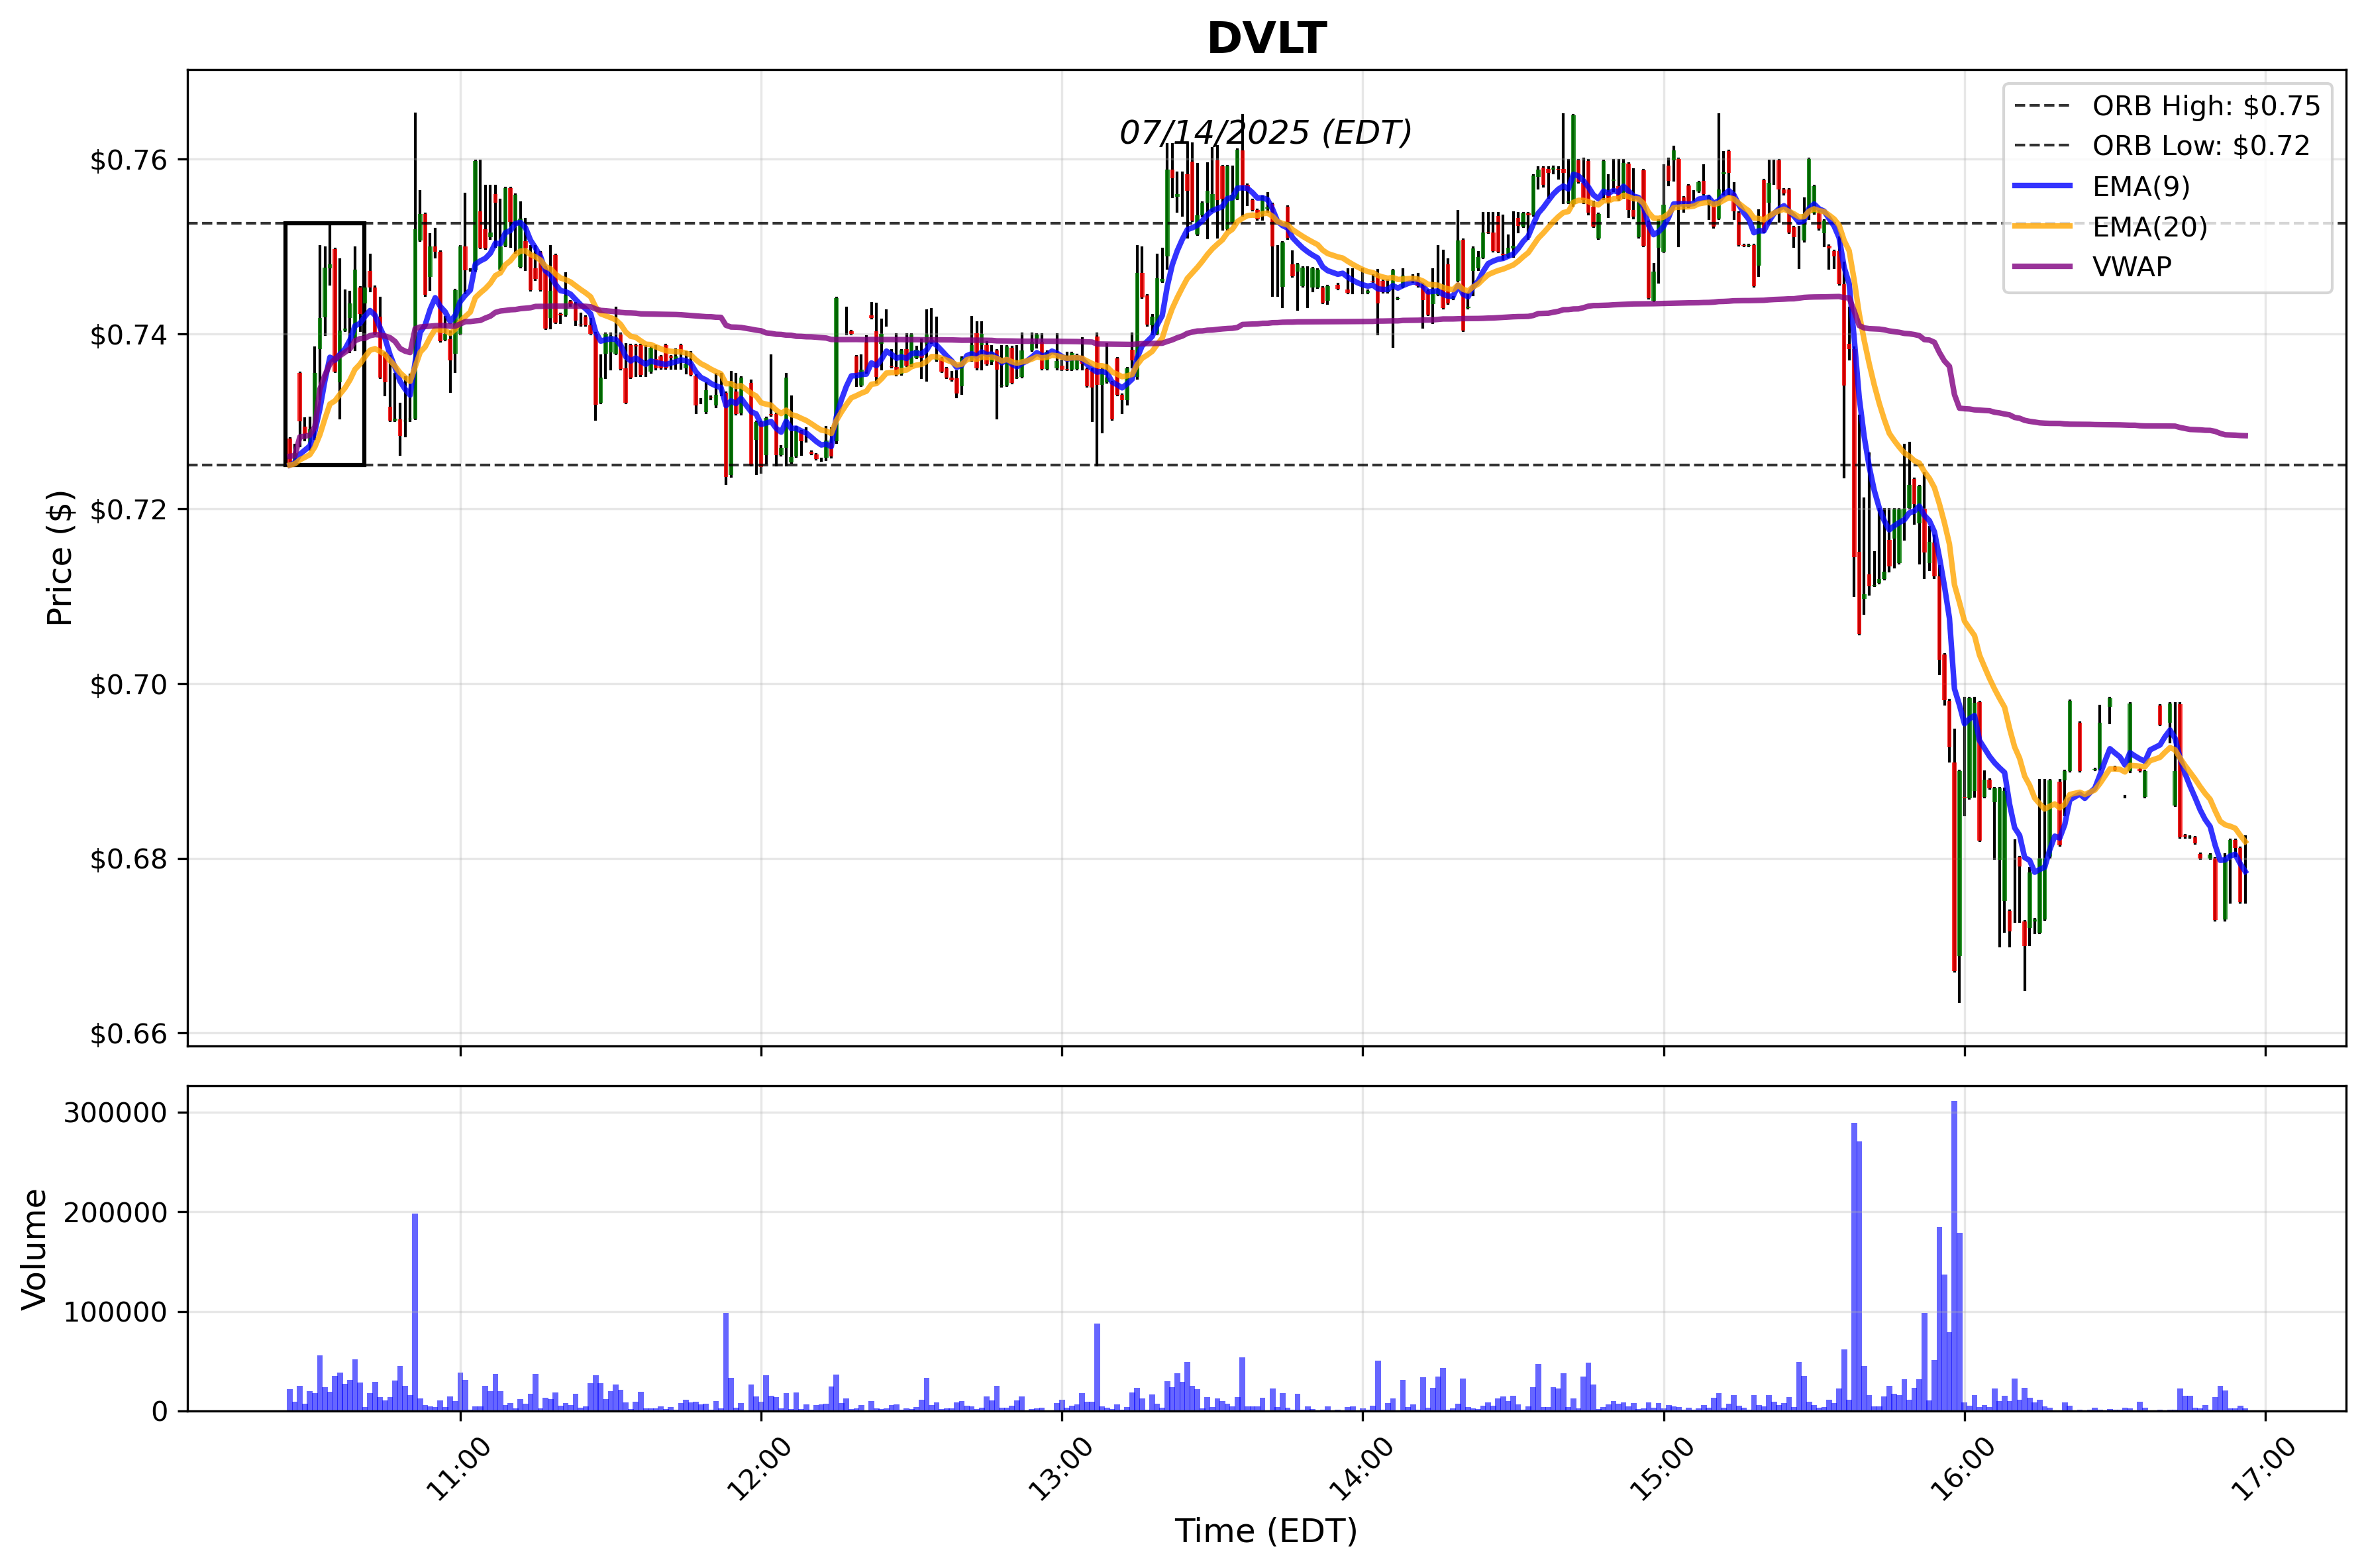 DVLT
07/14/2025 (EDT)
ORB High: $0.75
ORB Low: $0.72
EMA(9)
EMA(20)
VWAP
Price ($)
$0.76
$0.74
$0.72
$0.70
$0.68
$0.66
Volume
300000
200000
100000
0
11:00
12:00
13:00
14:00
15:00
16:00
17:00
Time (EDT)